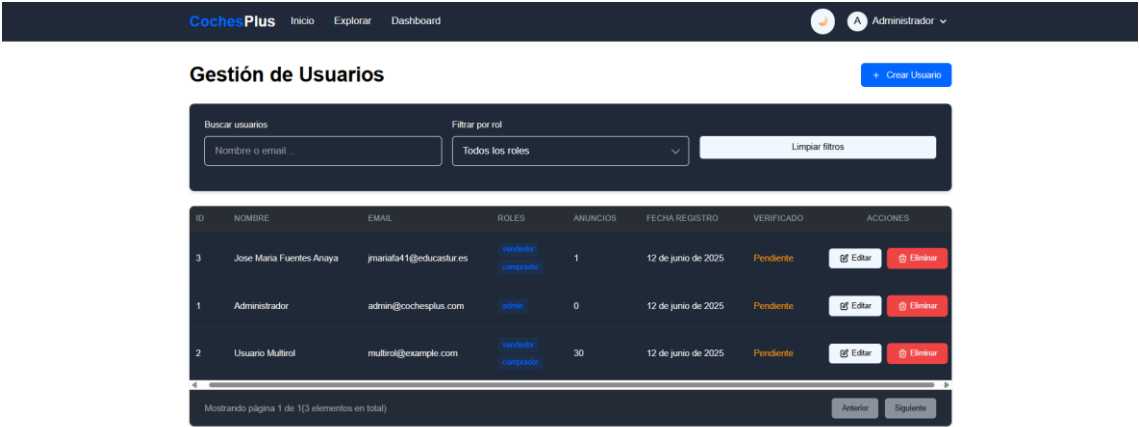 CochesPlus Inicio Explorar Dashboard A Administrador
Gestión de Usuarios + Crear Usuario
Buscar usuarios Filtrar por rol
Nombre o email... Todos los roles Limpiar filtros
ID NOMBRE EMAIL ROLES ANUNCIOS FECHA REGISTRO VERIFICADO ACCIONES
3 Jose Maria Fuentes Anaya jmariafa41@educastur.es vendedor comprador 1 12 de junio de 2025 Pendiente Editar Eliminar
1 Administrador admin@cochesplus.com admin 0 12 de junio de 2025 Pendiente Editar Eliminar
2 Usuario Multirol multirol@example.com vendedor comprador 30 12 de junio de 2025 Pendiente Editar Eliminar
Mostrando página 1 de 1(3 elementos en total) Anterior Siguiente